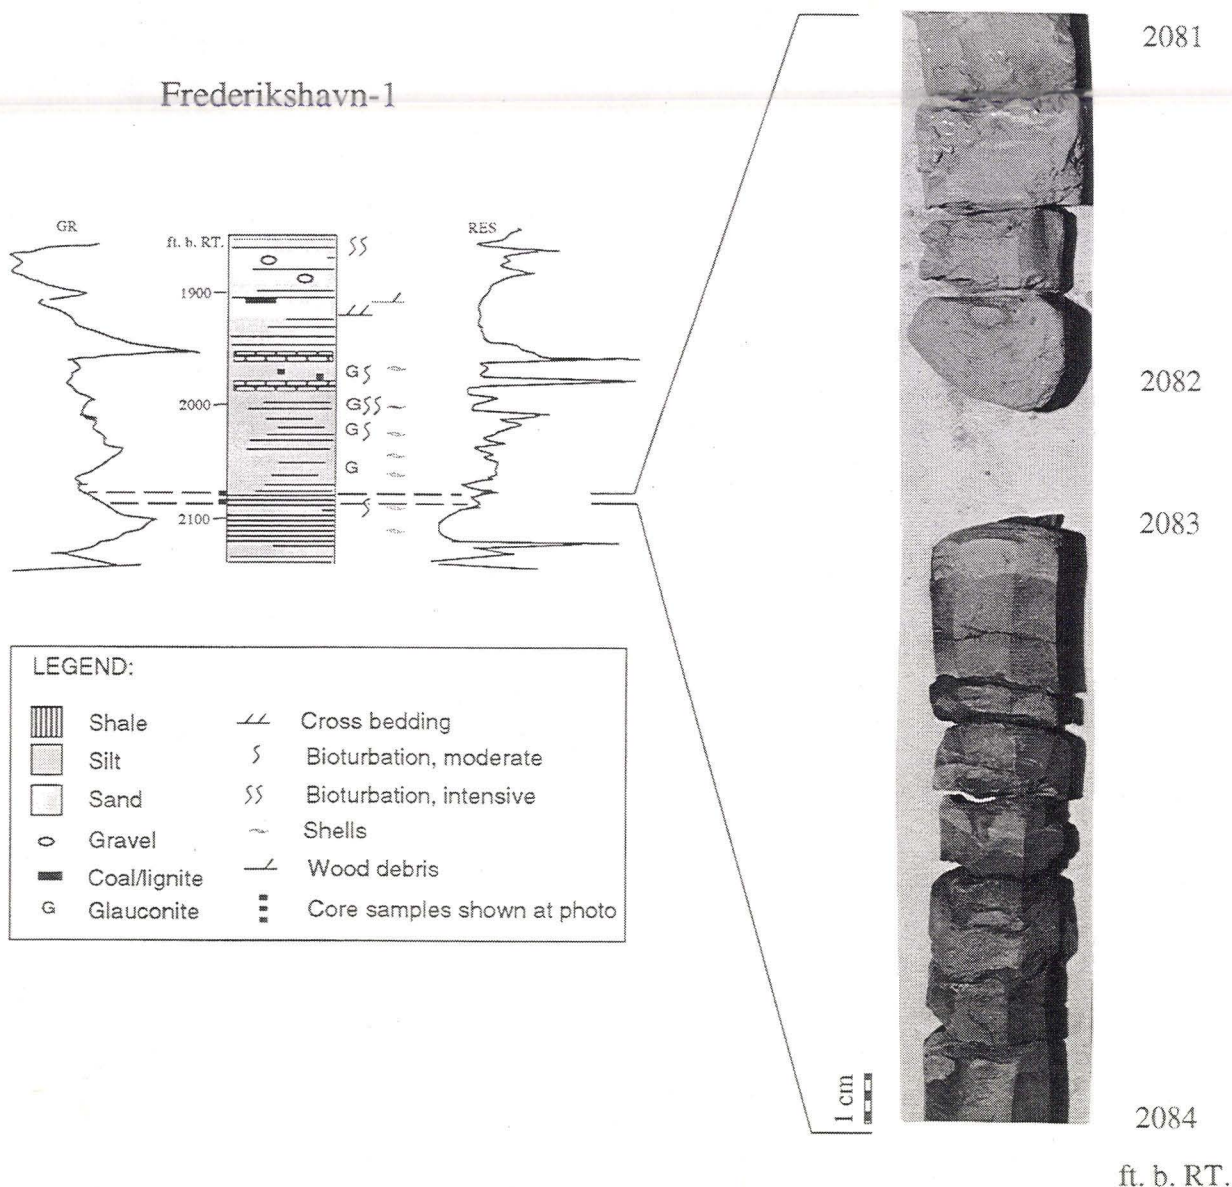 Frederikshavn-1
GR
ft. b. RT.
RES
1900
G
2000
G
G
G
2100
LEGEND:
Shale
Cross bedding
Silt
Bioturbation, moderate
Sand
Bioturbation, intensive
Gravel
Shells
Coal/lignite
Wood debris
G Glauconite
Core samples shown at photo
2081
2082
2083
2084
1 cm
ft. b. RT.